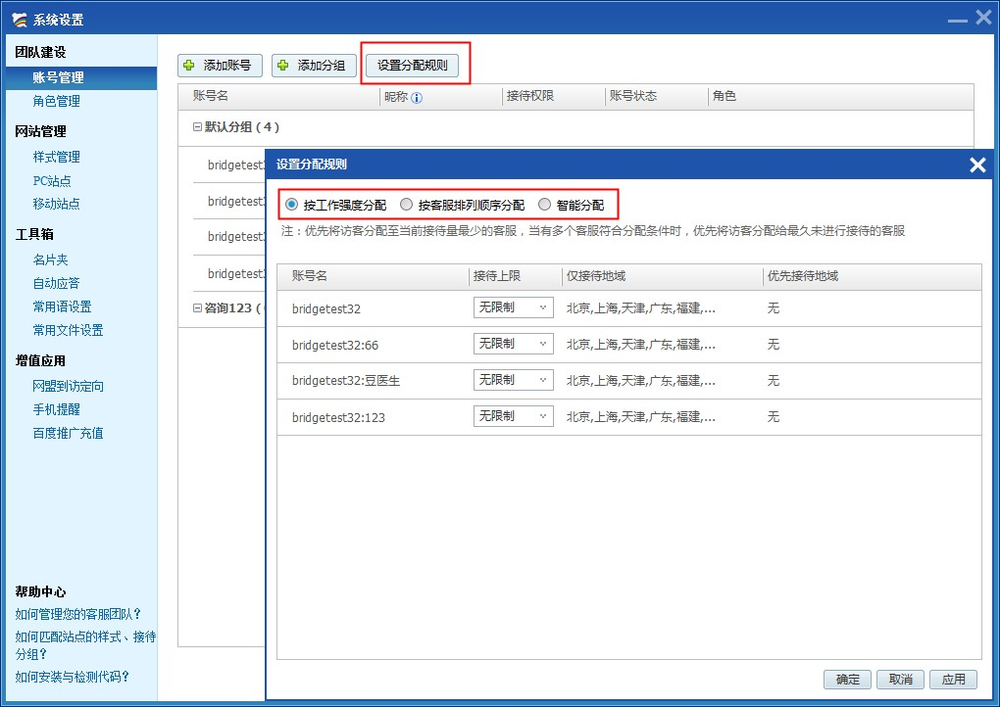 系统设置
团队建设
账号管理
角色管理
网站管理
样式管理
PC站点
移动站点
工具箱
名片夹
自动应答
常用语设置
常用文件设置
增值应用
网盟到访定向
手机提醒
百度推广充值
帮助中心
如何管理您的客服团队?
如何匹配站点的样式、接待
分组?
如何安装与检测代码?
添加账号 添加分组 设置分配规则
账号名 昵称 接待权限 账号状态 角色
默认分组 ( 4 )
bridgetest3
bridgetest3
bridgetest3
bridgetest3
咨询123 (
设置分配规则
按工作强度分配 按客服排列顺序分配 智能分配
注：优先将访客分配至当前接待量最少的客服，当有多个客服符合分配条件时，优先将访客分配给最久未进行接待的客服
账号名 接待上限 仅接待地域 优先接待地域
bridgetest32 无限制 北京,上海,天津,广东,福建,... 无
bridgetest32:66 无限制 北京,上海,天津,广东,福建,... 无
bridgetest32:豆医生 无限制 北京,上海,天津,广东,福建,... 无
bridgetest32:123 无限制 北京,上海,天津,广东,福建,... 无
确定 取消 应用